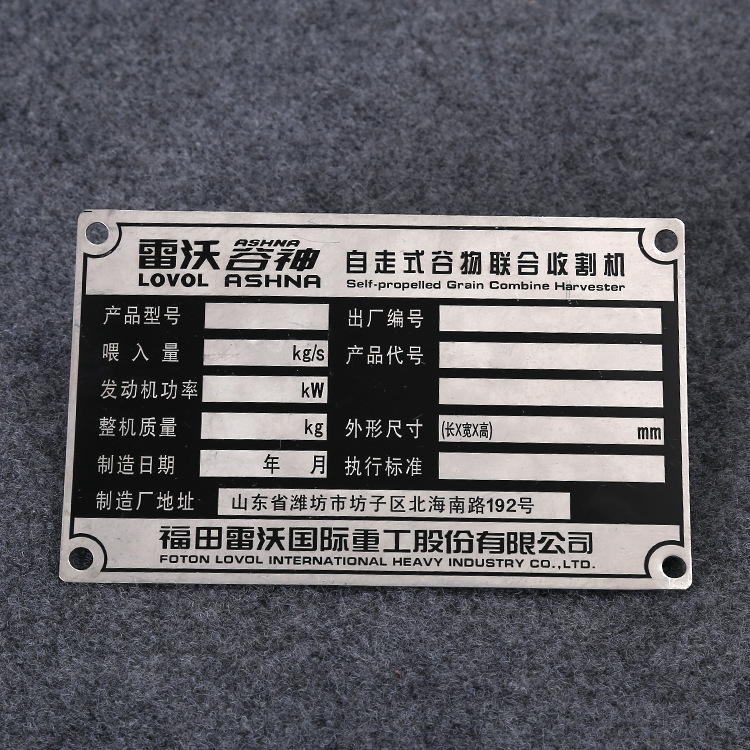 雷沃 ASHNA 谷神 自走式谷物联合收割机
LOVOL ASHNA Self-propelled Grain Combine Harvester
产品型号 出厂编号
喂入量 kg/s 产品代号
发动机功率 kW
整机质量 kg 外形尺寸 (长X宽X高) mm
制造日期 年 月 执行标准
制造厂地址 山东省潍坊市坊子区北海南路192号
福田雷沃国际重工股份有限公司
FOTON LOVOL INTERNATIONAL HEAVY INDUSTRY CO.,LTD.